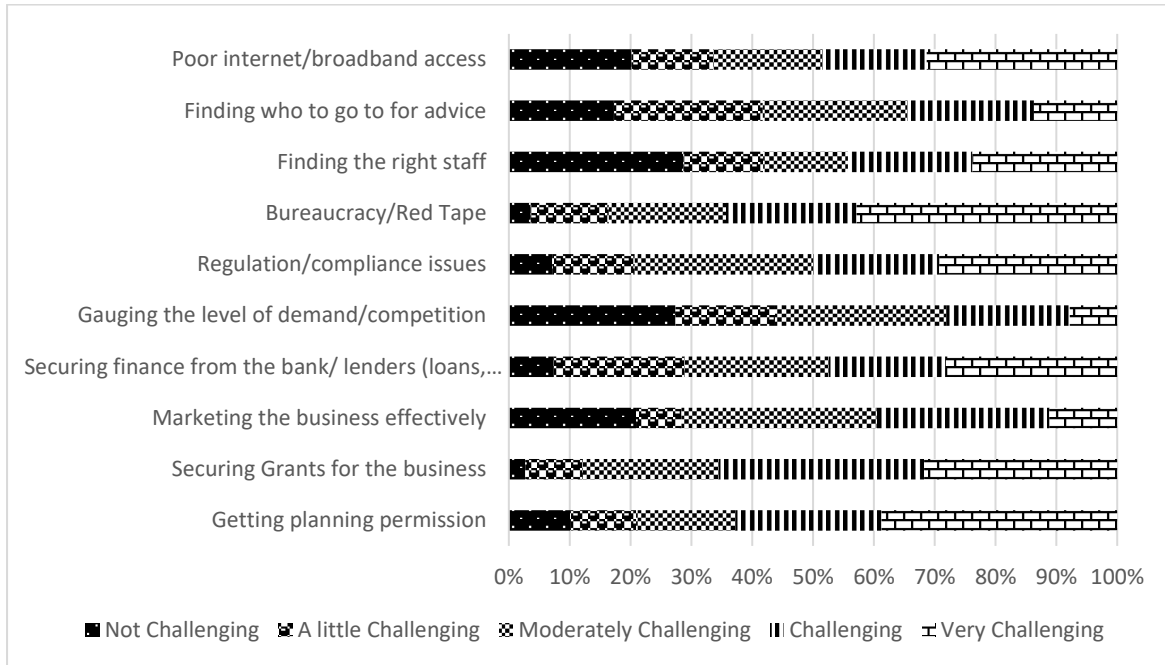 Poor internet/broadband access
Finding who to go to for advice
Finding the right staff
Bureaucracy/Red Tape
Regulation/compliance issues
Gauging the level of demand/competition
Securing finance from the bank/ lenders (loans,...
Marketing the business effectively
Securing Grants for the business
Getting planning permission
0% 10% 20% 30% 40% 50% 60% 70% 80% 90% 100%
Not Challenging A little Challenging Moderately Challenging Challenging Very Challenging